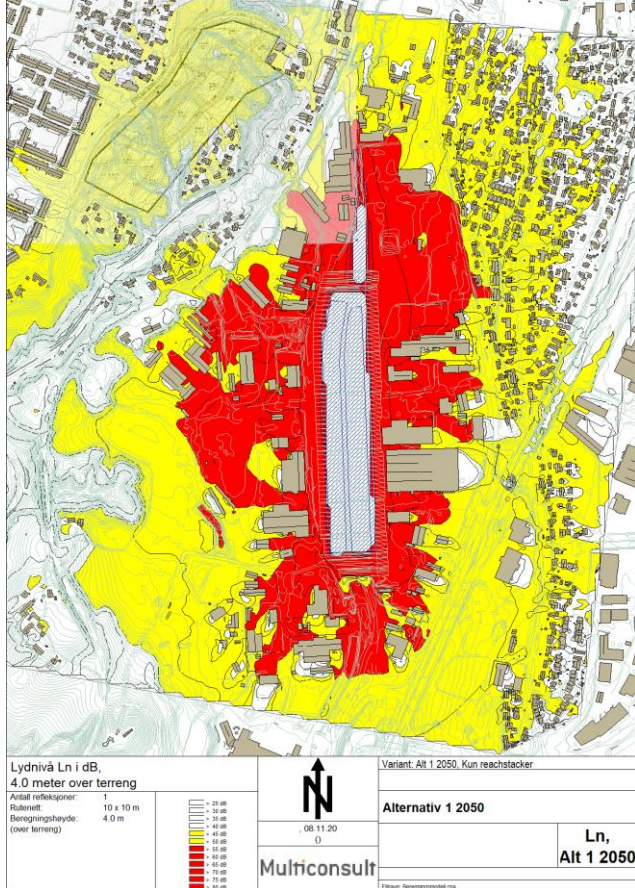 Lydnivå Ln i dB,
4.0 meter over terreng
Antall refleksjoner: 1
Rutenett: 10 x 10 m
Beregningshøyde: 4.0 m
(over terreng)
> 25 dB
> 30 dB
> 35 dB
> 40 dB
> 45 dB
> 50 dB
> 55 dB
> 60 dB
> 65 dB
> 70 dB
> 75 dB
> 80 dB
N
, 08.11.20
()
Multiconsult
Variant: Alt 1 2050, Kun reachstacker
Alternativ 1 2050
Ln,
Alt 1 2050